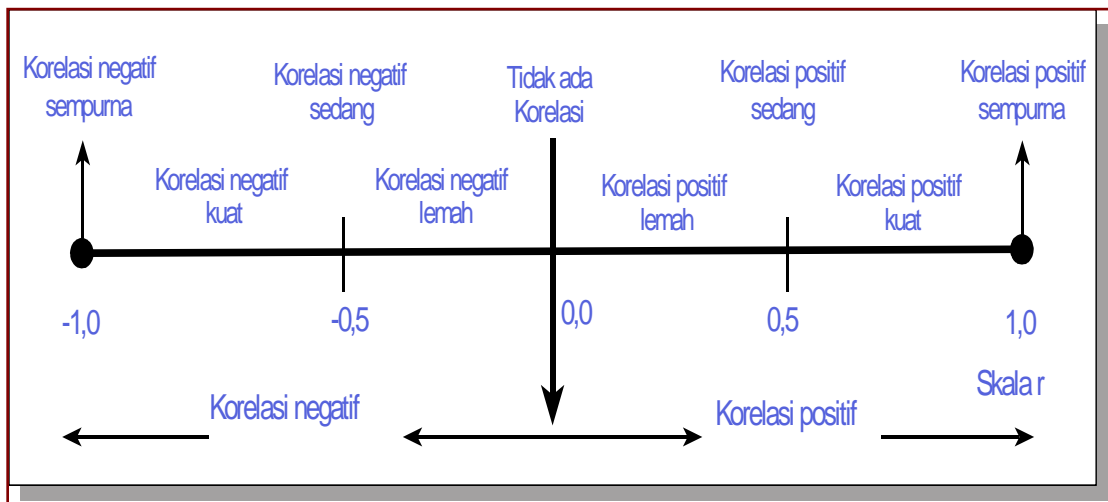 Korelasi negatif
sempurna
Korelasi negatif
sedang
Tidak ada
Korelasi
Korelasi positif
sedang
Korelasi positif
sempurna
Korelasi negatif
kuat
Korelasi negatif
lemah
Korelasi positif
lemah
Korelasi positif
kuat
-1,0
-0,5
0,0
0,5
1,0
Skala r
Korelasi negatif
Korelasi positif